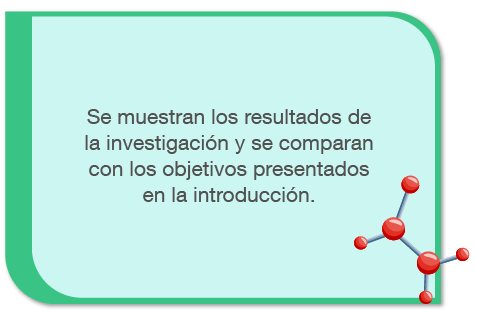 Se muestran los resultados de
la investigación y se comparan
con los objetivos presentados
en la introducción.